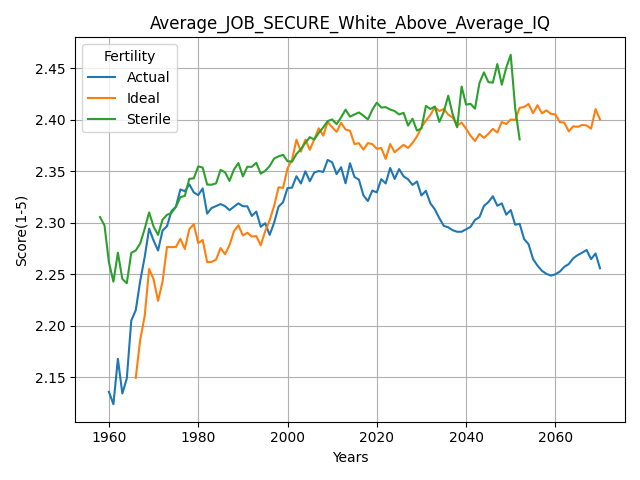 Average_JOB_SECURE_White_Above_Average_IQ
Fertility
Actual
Ideal
Sterile
Score(1-5)
2.45
2.40
2.35
2.30
2.25
2.20
2.15
1960 1980 2000 2020 2040 2060
Years